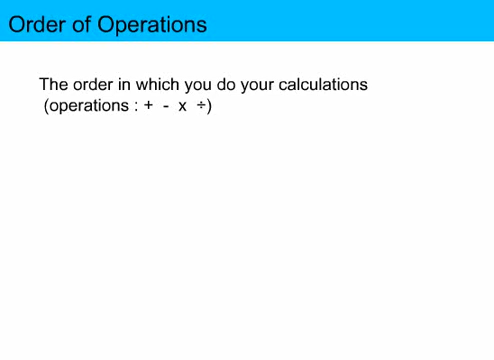 Order of Operations
The order in which you do your calculations
(operations : + - x ÷)